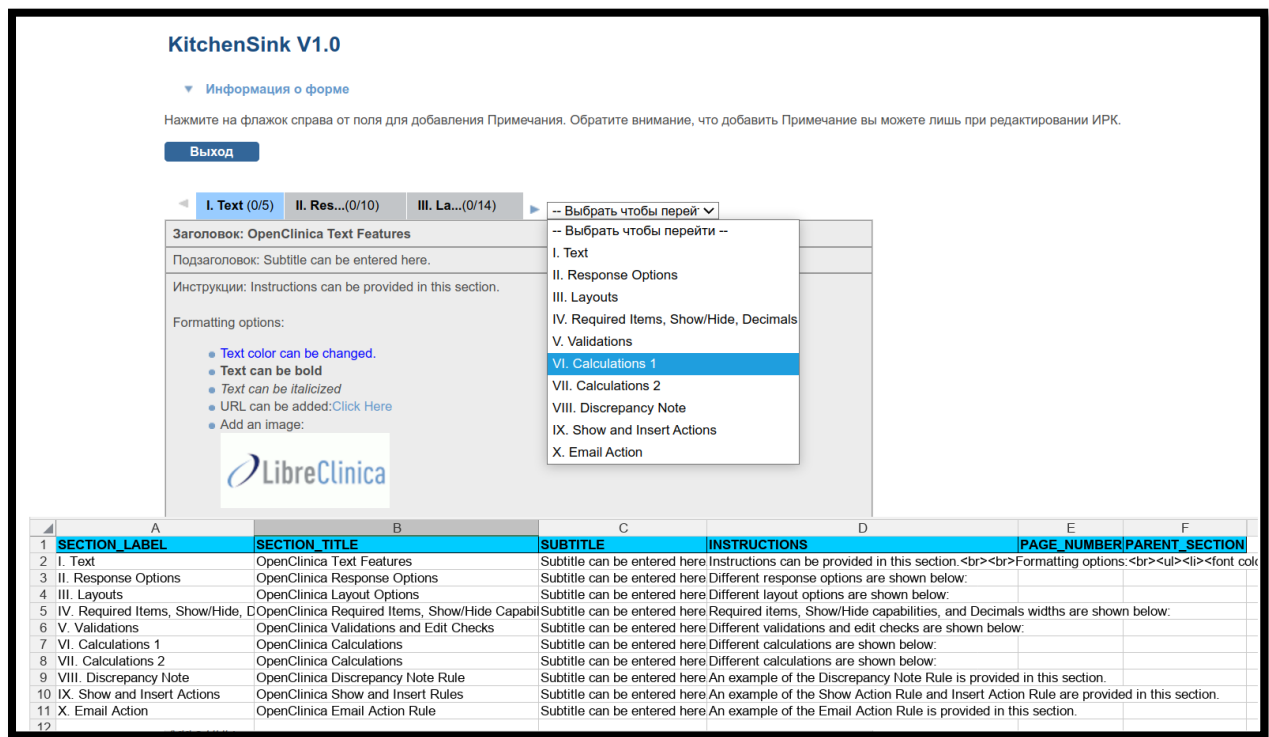 KitchenSink V1.0
Информация о форме
Нажмите на флажок справа от поля для добавления Примечания. Обратите внимание, что добавить Примечание вы можете лишь при редактировании ИРК.
Выход
I. Text (0/5) II. Res...(0/10) III. La...(0/14) -- Выбрать чтобы перей
Заголовок: OpenClinica Text Features
Подзаголовок: Subtitle can be entered here.
Инструкции: Instructions can be provided in this section.
Formatting options:
Text color can be changed.
Text can be bold
Text can be italicized
URL can be added:Click Here
Add an image:
LibreClinica
-- Выбрать чтобы перейти --
I. Text
II. Response Options
III. Layouts
IV. Required Items, Show/Hide, Decimals
V. Validations
VI. Calculations 1
VII. Calculations 2
VIII. Discrepancy Note
IX. Show and Insert Actions
X. Email Action
A B C D E F
1 SECTION_LABEL SECTION_TITLE SUBTITLE INSTRUCTIONS PAGE_NUMBER PARENT_SECTION
2 I. Text OpenClinica Text Features Subtitle can be entered here Instructions can be provided in this section.<br><br>Formatting options:<br><ul><li><font col
3 II. Response Options OpenClinica Response Options Subtitle can be entered here Different response options are shown below:
4 III. Layouts OpenClinica Layout Options Subtitle can be entered here Different layout options are shown below:
5 IV. Required Items, Show/Hide, D OpenClinica Required Items, Show/Hide Capabil Subtitle can be entered here Required items, Show/Hide capabilities, and Decimals widths are shown below:
6 V. Validations OpenClinica Validations and Edit Checks Subtitle can be entered here Different validations and edit checks are shown below:
7 VI. Calculations 1 OpenClinica Calculations Subtitle can be entered here Different calculations are shown below:
8 VII. Calculations 2 OpenClinica Calculations Subtitle can be entered here Different calculations are shown below:
9 VIII. Discrepancy Note OpenClinica Discrepancy Note Rule Subtitle can be entered here An example of the Discrepancy Note Rule is provided in this section.
10 IX. Show and Insert Actions OpenClinica Show and Insert Rules Subtitle can be entered here An example of the Show Action Rule and Insert Action Rule are provided in this section.
11 X. Email Action OpenClinica Email Action Rule Subtitle can be entered here An example of the Email Action Rule is provided in this section.
12